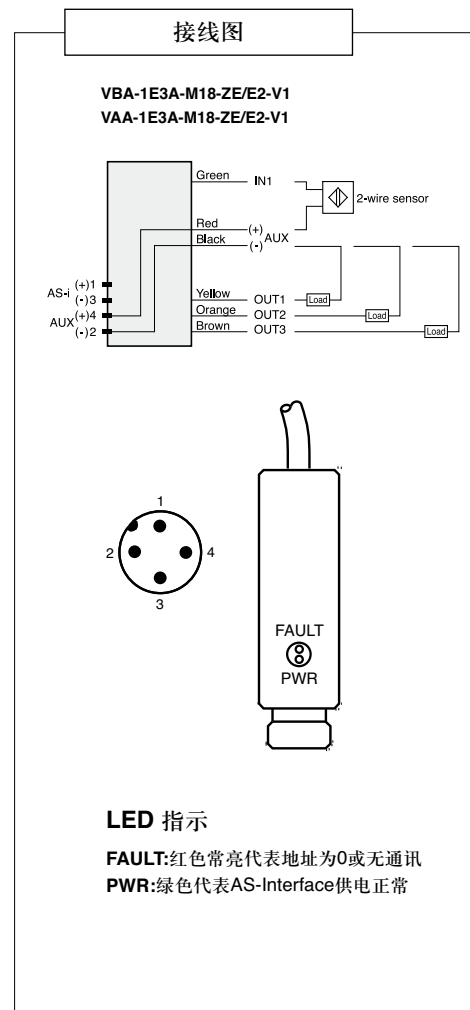 接线图
VBA-1E3A-M18-ZE/E2-V1
VAA-1E3A-M18-ZE/E2-V1
Green IN1
2-wire sensor
Red (+)
AUX
Black (-)
AS-i (+)1
(-)3
AUX (+)4
(-)2
Yellow OUT1 Load
Orange OUT2 Load
Brown OUT3 Load
1
2 4
3
FAULT
PWR
LED 指示
FAULT:红色常亮代表地址为0或无通讯
PWR:绿色代表AS-Interface供电正常